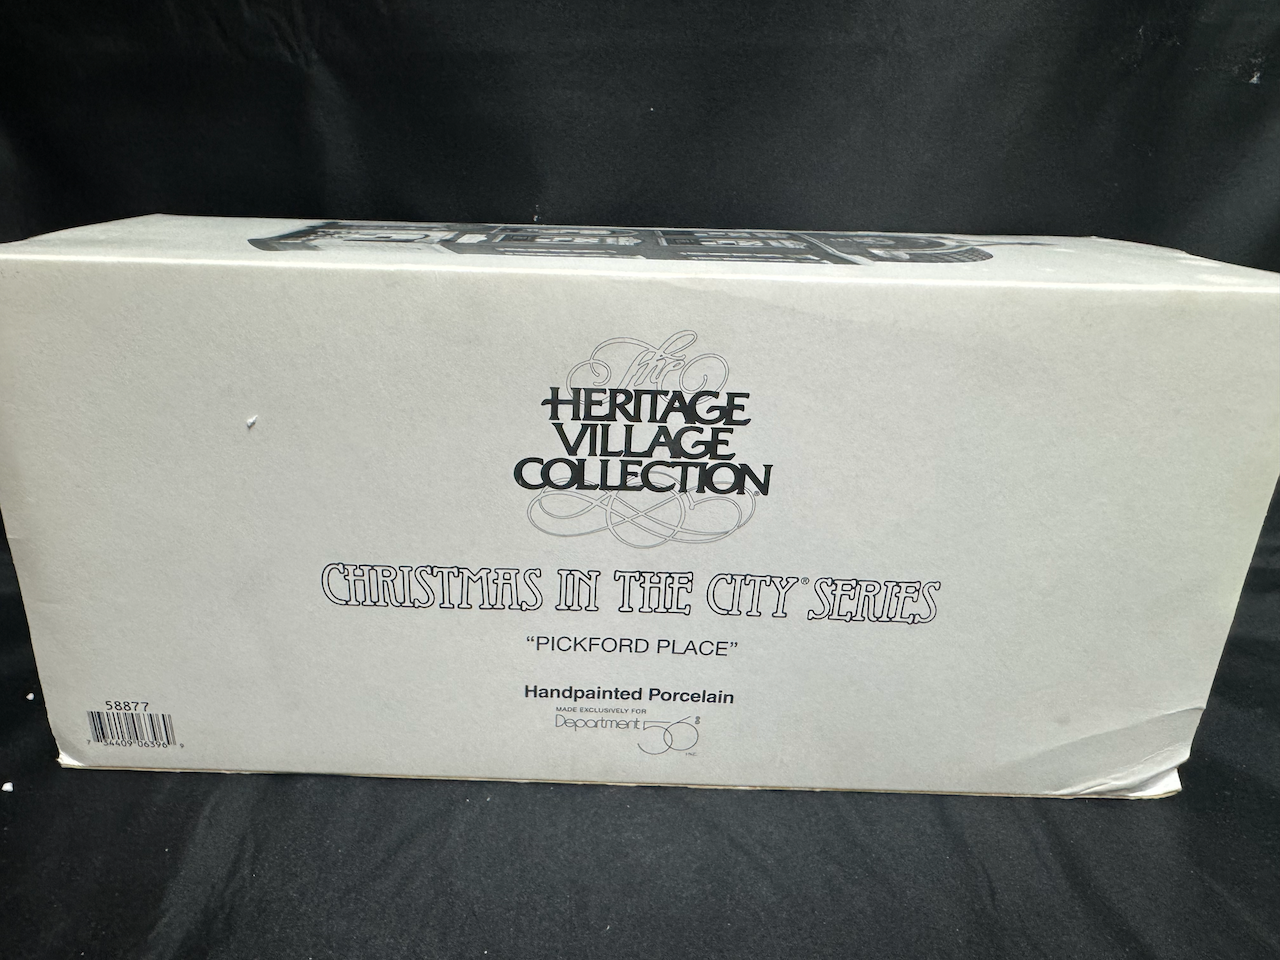 The
HERITAGE
VILLAGE
COLLECTION®
CHRISTMAS IN THE CITY® SERIES
“PICKFORD PLACE”
Handpainted Porcelain
MADE EXCLUSIVELY FOR
Department 56®
INC.
58877
7 34409 06396 9